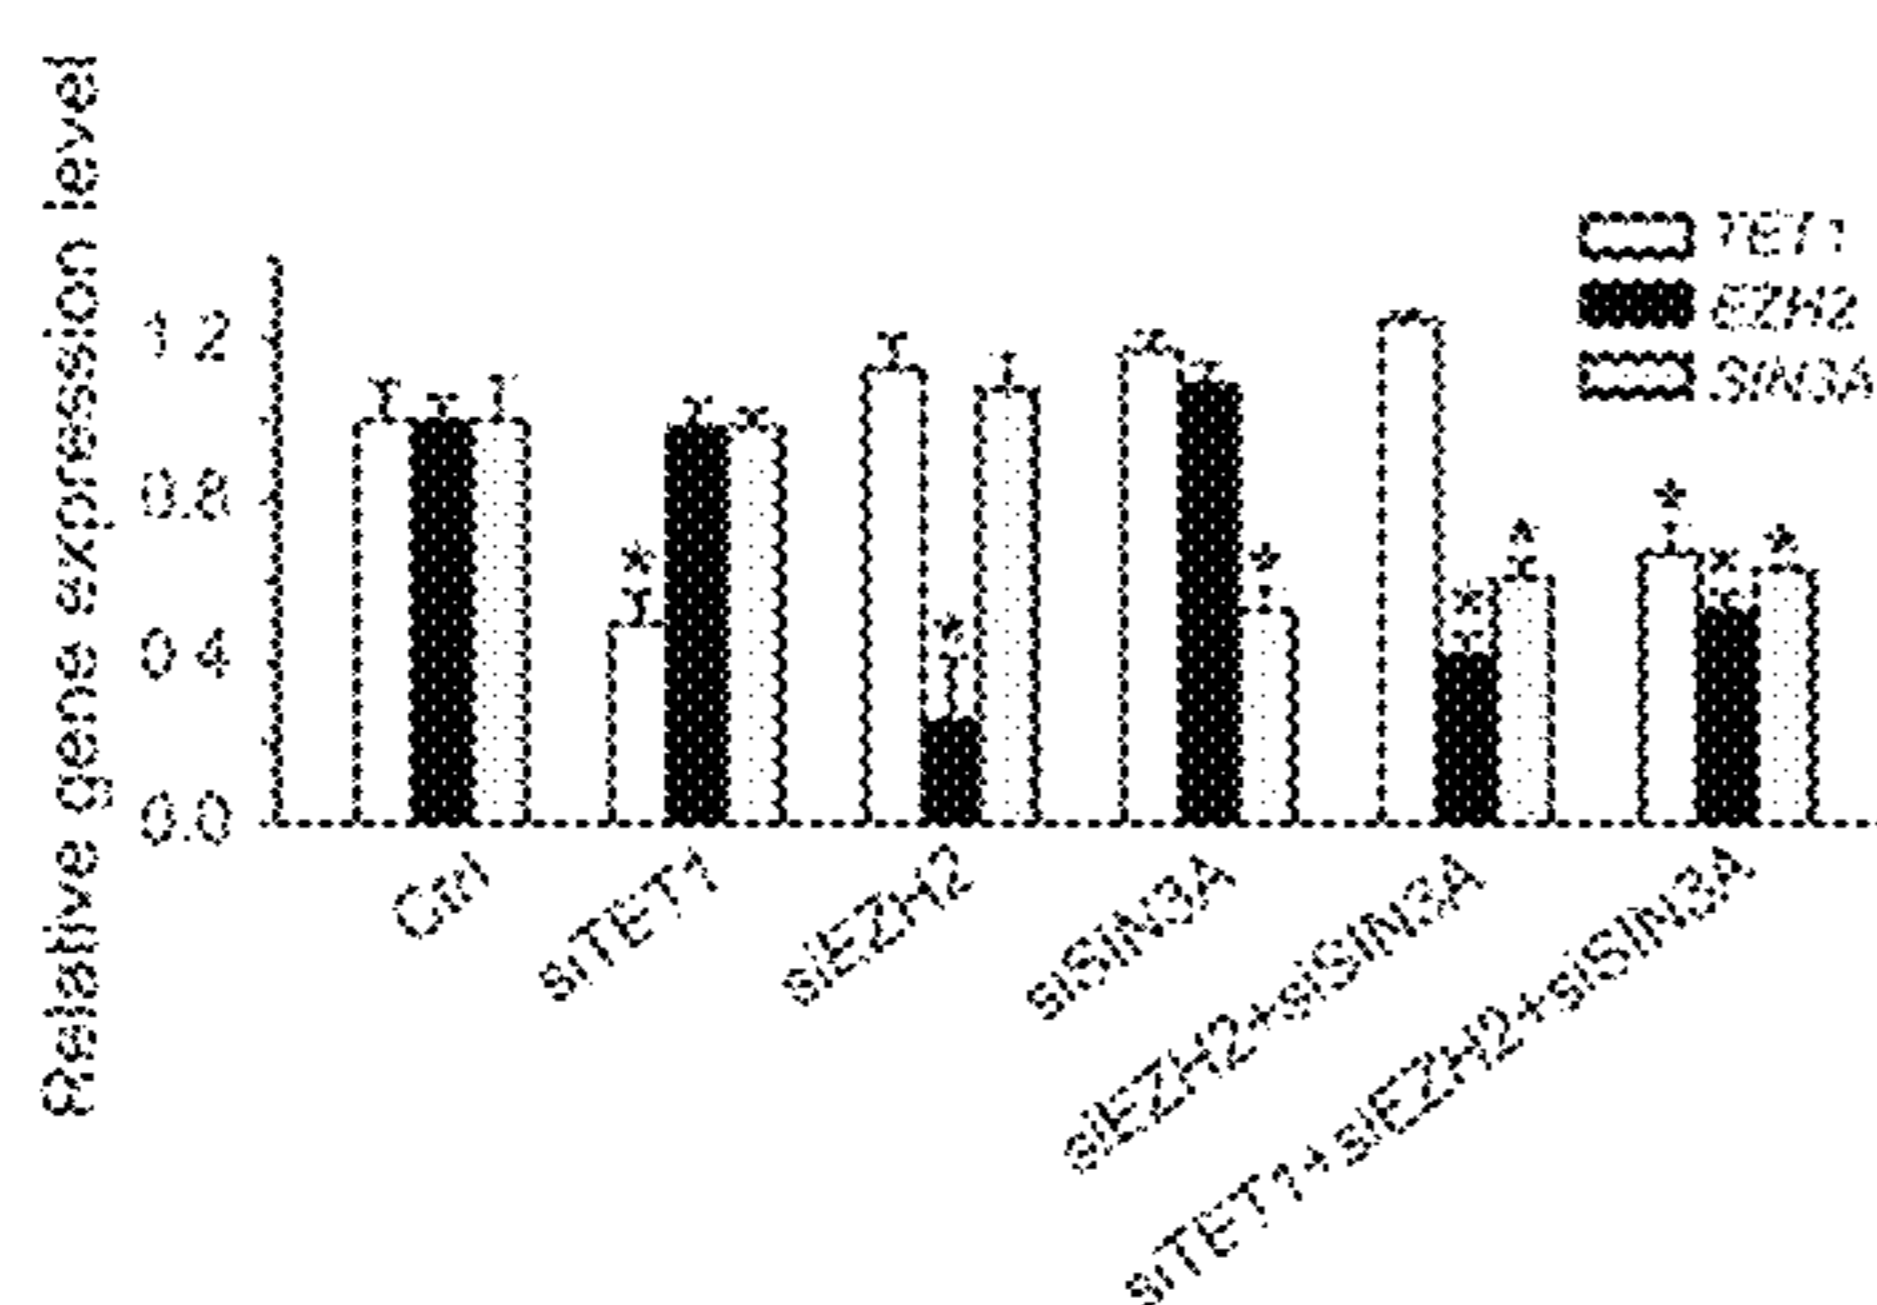 Relative gene expression level
1.2
0.8
0.4
0.0
TET1
EZH2
SIN3A
*
*
*
*
*
*
*
*
Ctrl
siTET1
siEZH2
siSIN3A
siEZH2+siSIN3A
siTET1+siEZH2+siSIN3A